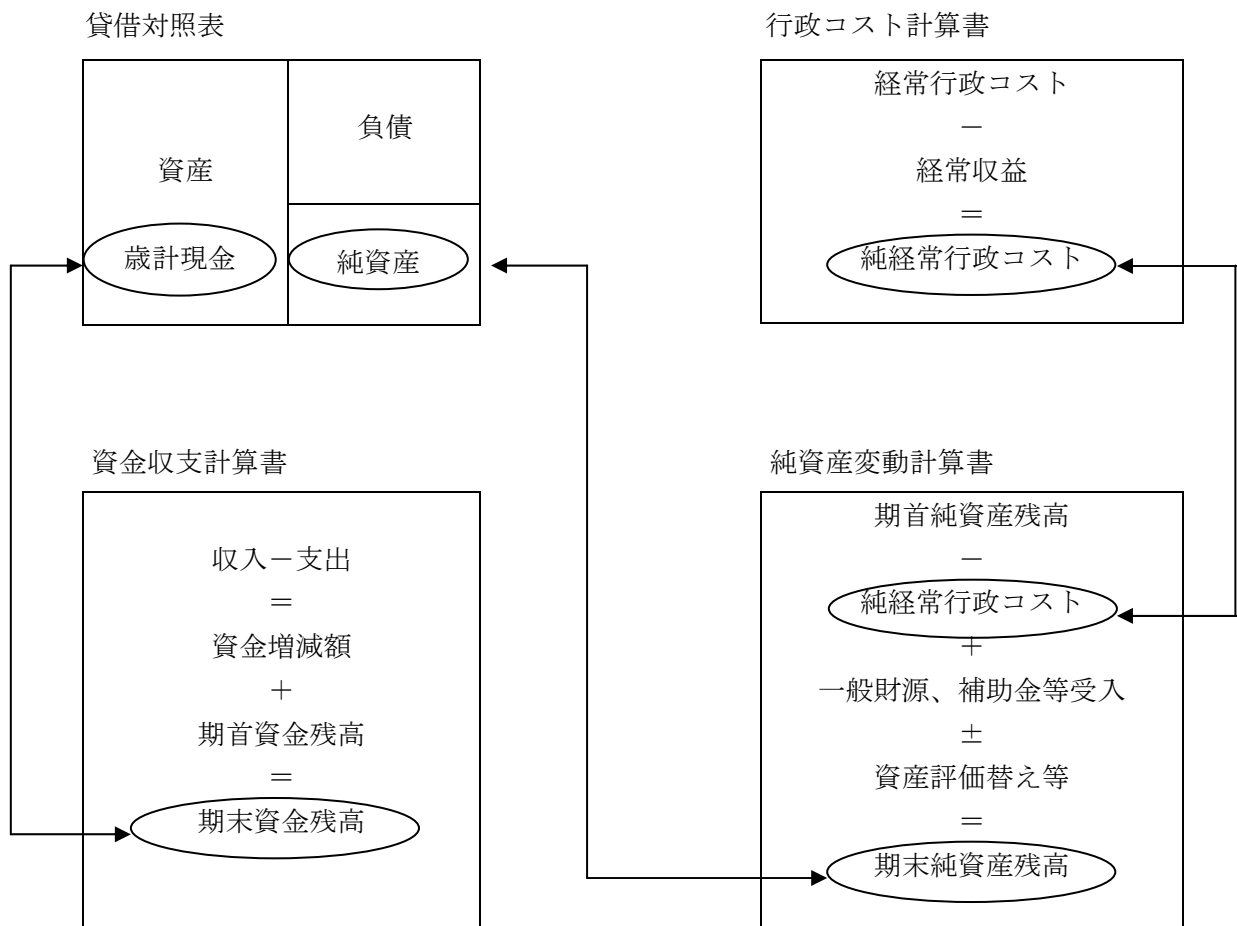 貸借対照表
資産
負債
歳計現金
純資産
行政コスト計算書
経常行政コスト
－
経常収益
＝
純経常行政コスト
資金収支計算書
収入－支出
＝
資金増減額
＋
期首資金残高
＝
期末資金残高
純資産変動計算書
期首純資産残高
－
純経常行政コスト
＋
一般財源、補助金等受入
±
資産評価替え等
＝
期末純資産残高